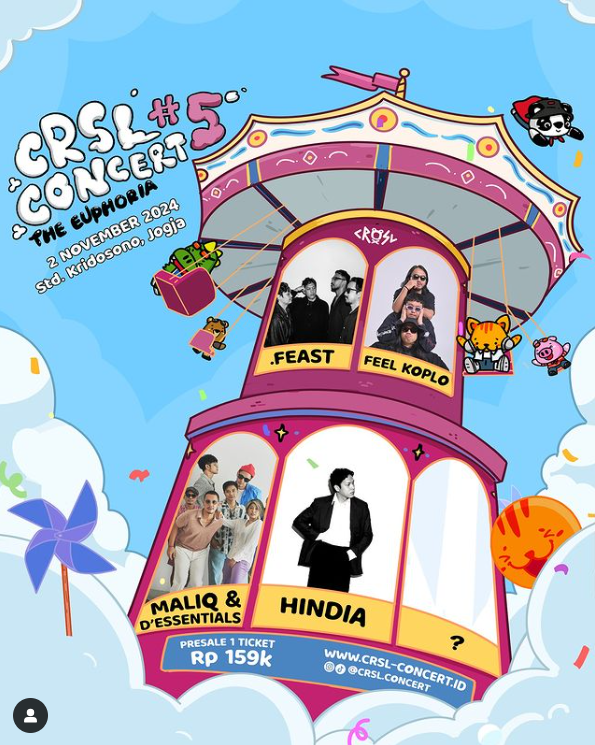 CRSL #5
CONCERT
THE EUPHORIA
2 NOVEMBER 2024
Std. Kridosono, Jogja
CRSL
.FEAST
FEEL KOPLO
MALIQ &
D'ESSENTIALS
HINDIA
?
PRESALE 1 TICKET
Rp 159k
WWW.CRSL-CONCERT.ID
@CRSL.CONCERT